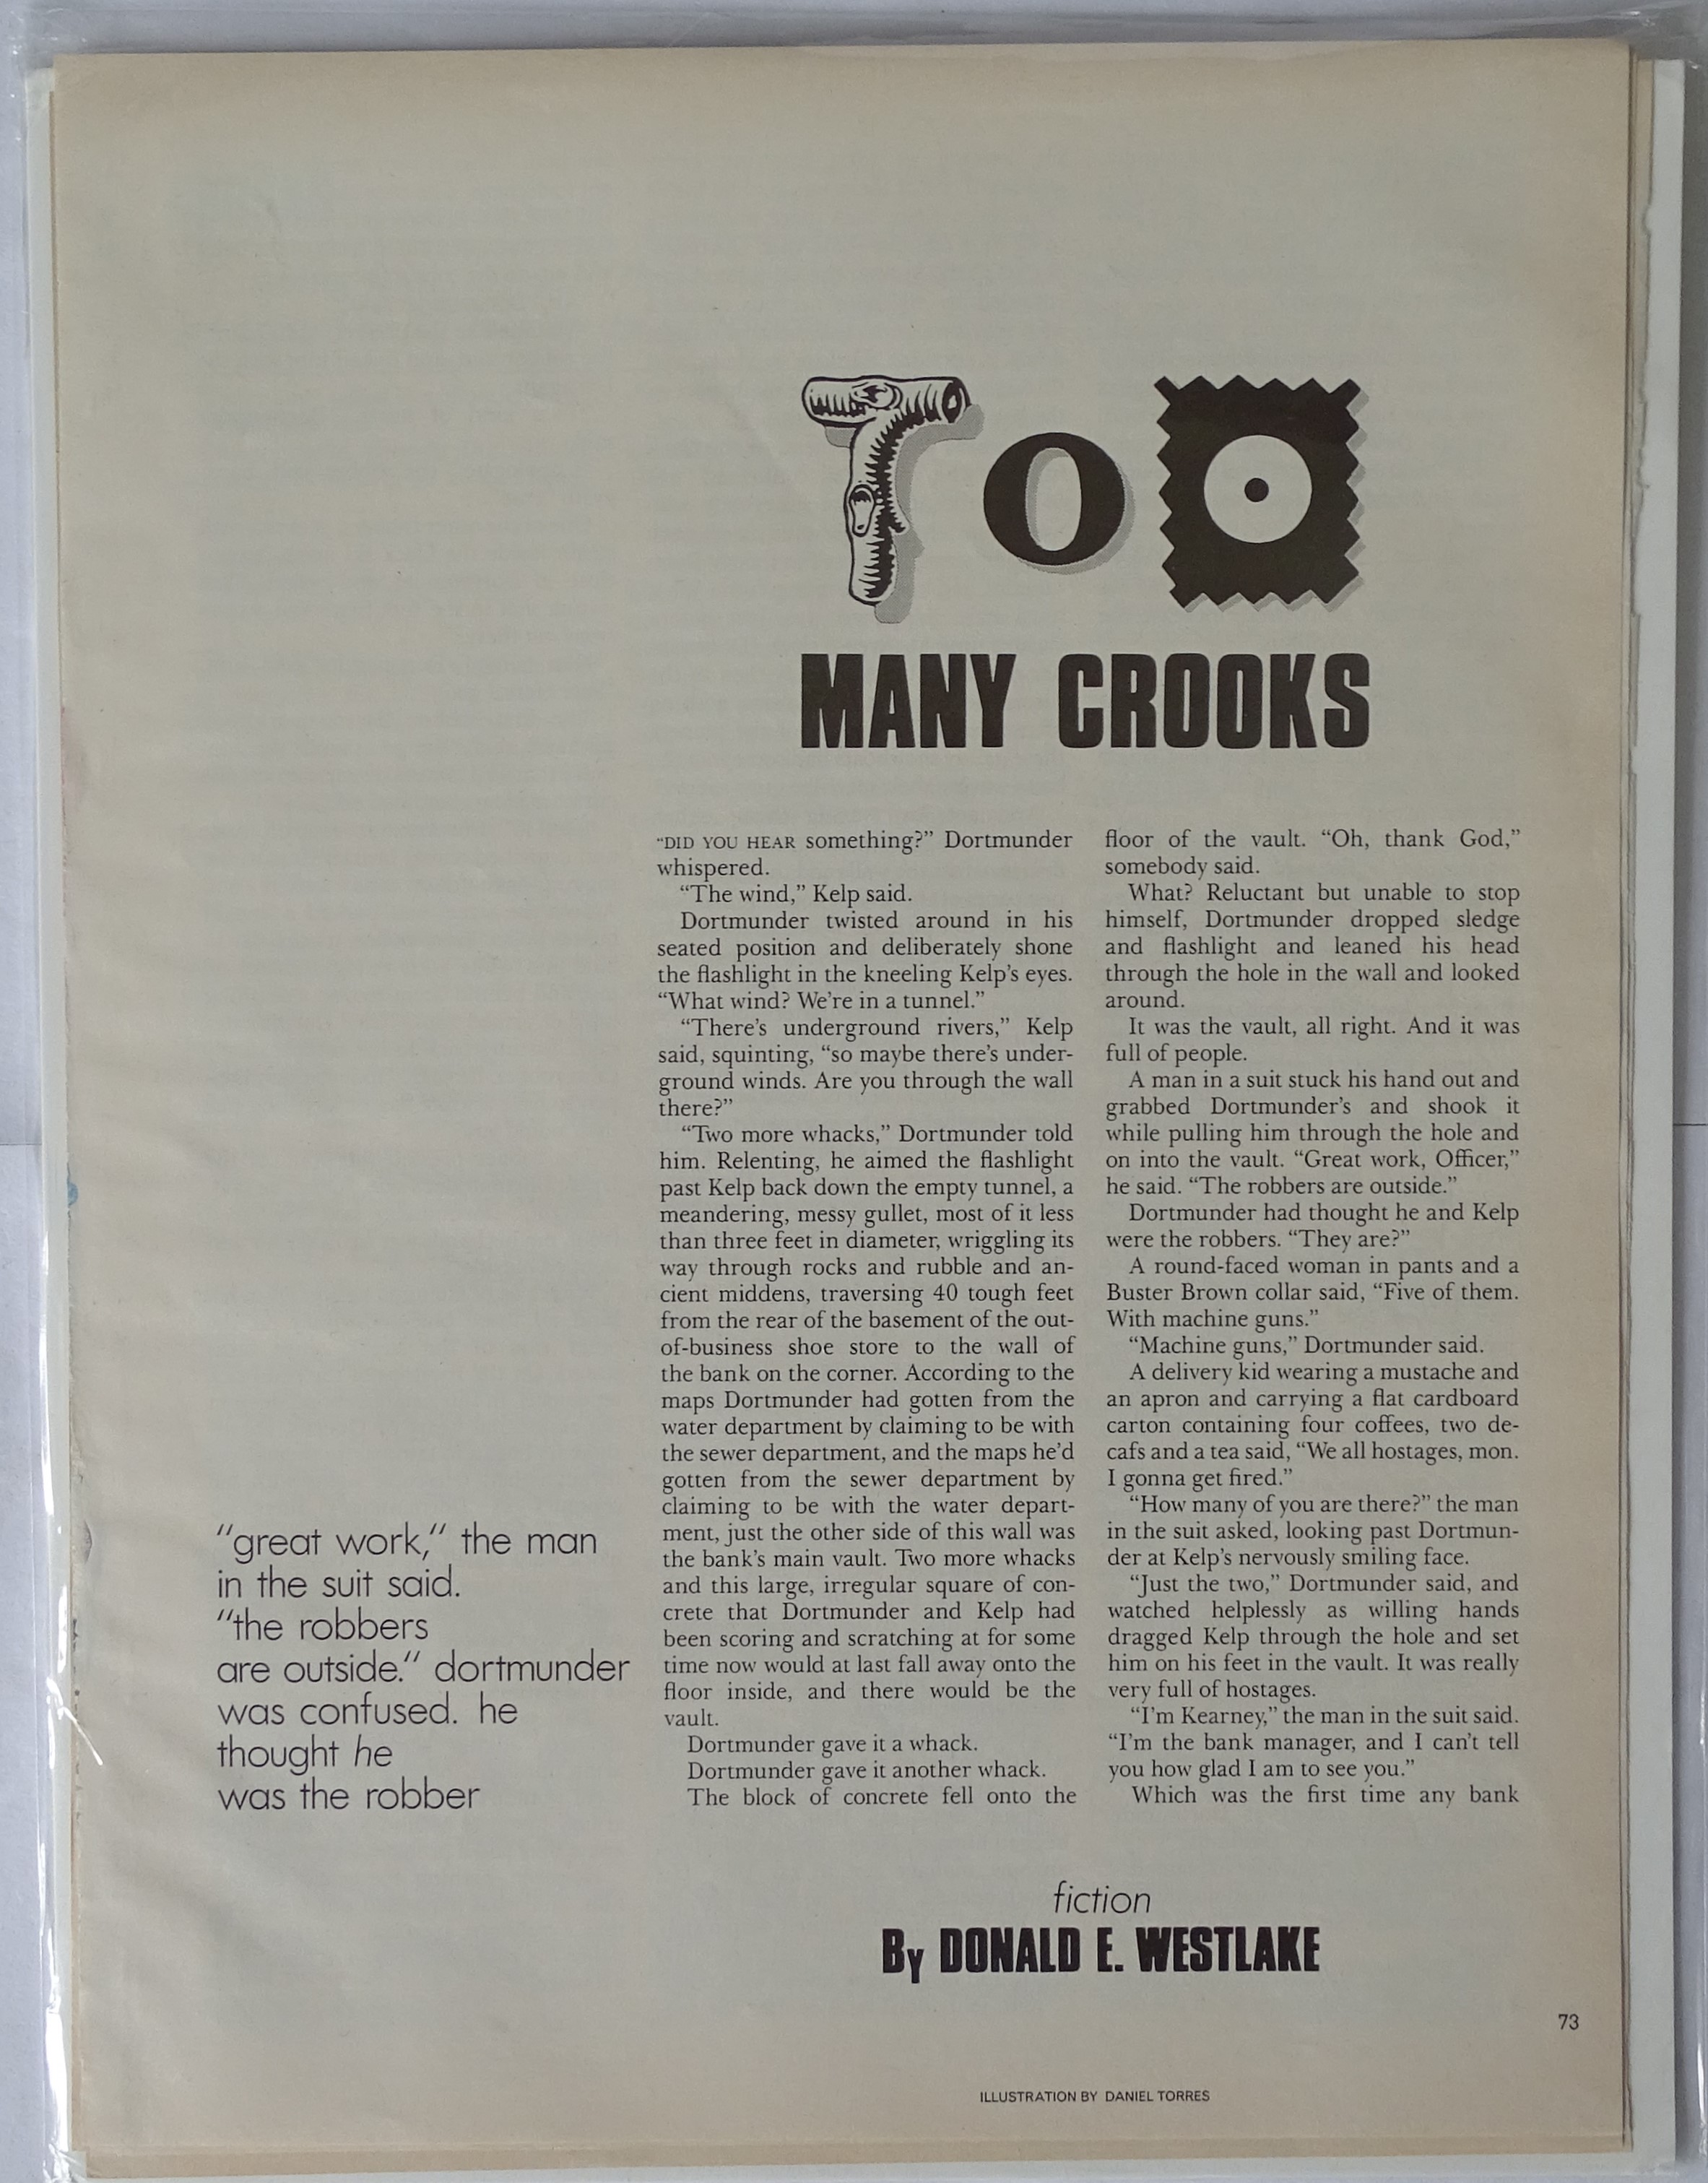 Too
MANY CROOKS
"DID YOU HEAR something?" Dortmunder
whispered.
"The wind," Kelp said.
Dortmunder twisted around in his
seated position and deliberately shone
the flashlight in the kneeling Kelp's eyes.
"What wind? We're in a tunnel."
"There's underground rivers," Kelp
said, squinting, "so maybe there's under-
ground winds. Are you through the wall
there?"
"Two more whacks," Dortmunder told
him. Relenting, he aimed the flashlight
past Kelp back down the empty tunnel, a
meandering, messy gullet, most of it less
than three feet in diameter, wriggling its
way through rocks and rubble and an-
cient middens, traversing 40 tough feet
from the rear of the basement of the out-
of-business shoe store to the wall of
the bank on the corner. According to the
maps Dortmunder had gotten from the
water department by claiming to be with
the sewer department, and the maps he'd
gotten from the sewer department by
claiming to be with the water depart-
ment, just the other side of this wall was
the bank's main vault. Two more whacks
and this large, irregular square of con-
crete that Dortmunder and Kelp had
been scoring and scratching at for some
time now would at last fall away onto the
floor inside, and there would be the
vault.
Dortmunder gave it a whack.
Dortmunder gave it another whack.
The block of concrete fell onto the
floor of the vault. "Oh, thank God,"
somebody said.
What? Reluctant but unable to stop
himself, Dortmunder dropped sledge
and flashlight and leaned his head
through the hole in the wall and looked
around.
It was the vault, all right. And it was
full of people.
A man in a suit stuck his hand out and
grabbed Dortmunder's and shook it
while pulling him through the hole and
on into the vault. "Great work, Officer,"
he said. "The robbers are outside."
Dortmunder had thought he and Kelp
were the robbers. "They are?"
A round-faced woman in pants and a
Buster Brown collar said, "Five of them.
With machine guns."
"Machine guns," Dortmunder said.
A delivery kid wearing a mustache and
an apron and carrying a flat cardboard
carton containing four coffees, two de-
cafs and a tea said, "We all hostages, mon.
I gonna get fired."
"How many of you are there?" the man
in the suit asked, looking past Dortmun-
der at Kelp's nervously smiling face.
"Just the two," Dortmunder said, and
watched helplessly as willing hands
dragged Kelp through the hole and set
him on his feet in the vault. It was really
very full of hostages.
"I'm Kearney," the man in the suit said.
"I'm the bank manager, and I can't tell
you how glad I am to see you."
Which was the first time any bank
"great work," the man
in the suit said.
"the robbers
are outside." dortmunder
was confused. he
thought he
was the robber
fiction
By DONALD E. WESTLAKE
73
ILLUSTRATION BY DANIEL TORRES